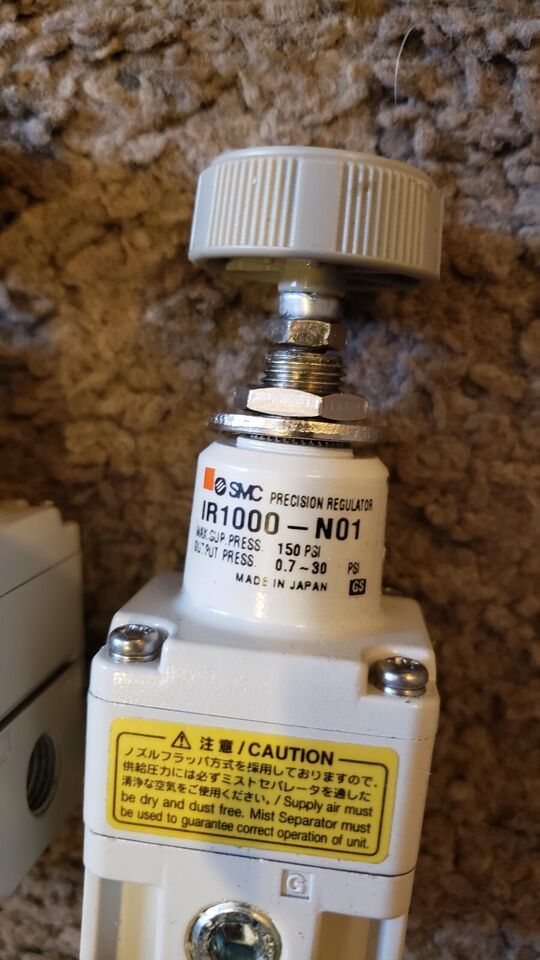 SMC PRECISION REGULATOR
IR1000-N01
MAX.SUP.PRESS. 150 PSI
OUTPUT PRESS. 0.7~30 PSI
MADE IN JAPAN GS
注意/CAUTION
ノズルフラッパ方式を採用しておりますので、
供給圧力には必ずミストセパレータを通した
清浄な空気をご使用ください。/Supply air must
be dry and dust free. Mist Separator must
be used to guarantee correct operation of unit.
G